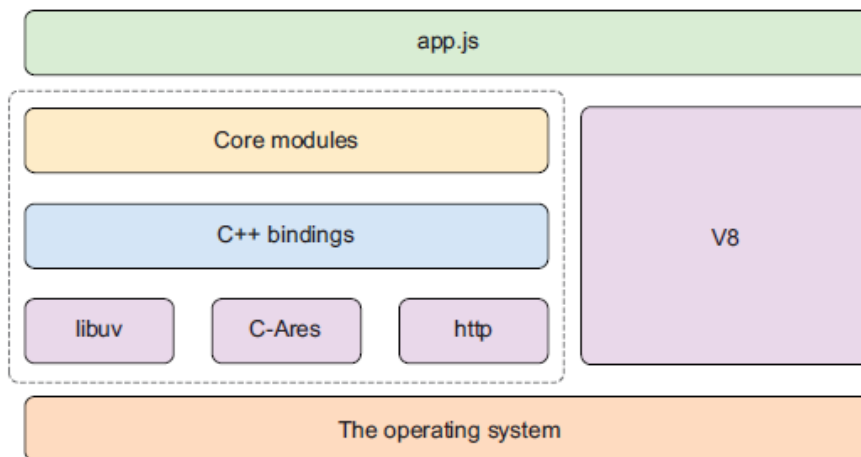 app.js
Core modules
C++ bindings
V8
libuv
C-Ares
http
The operating system